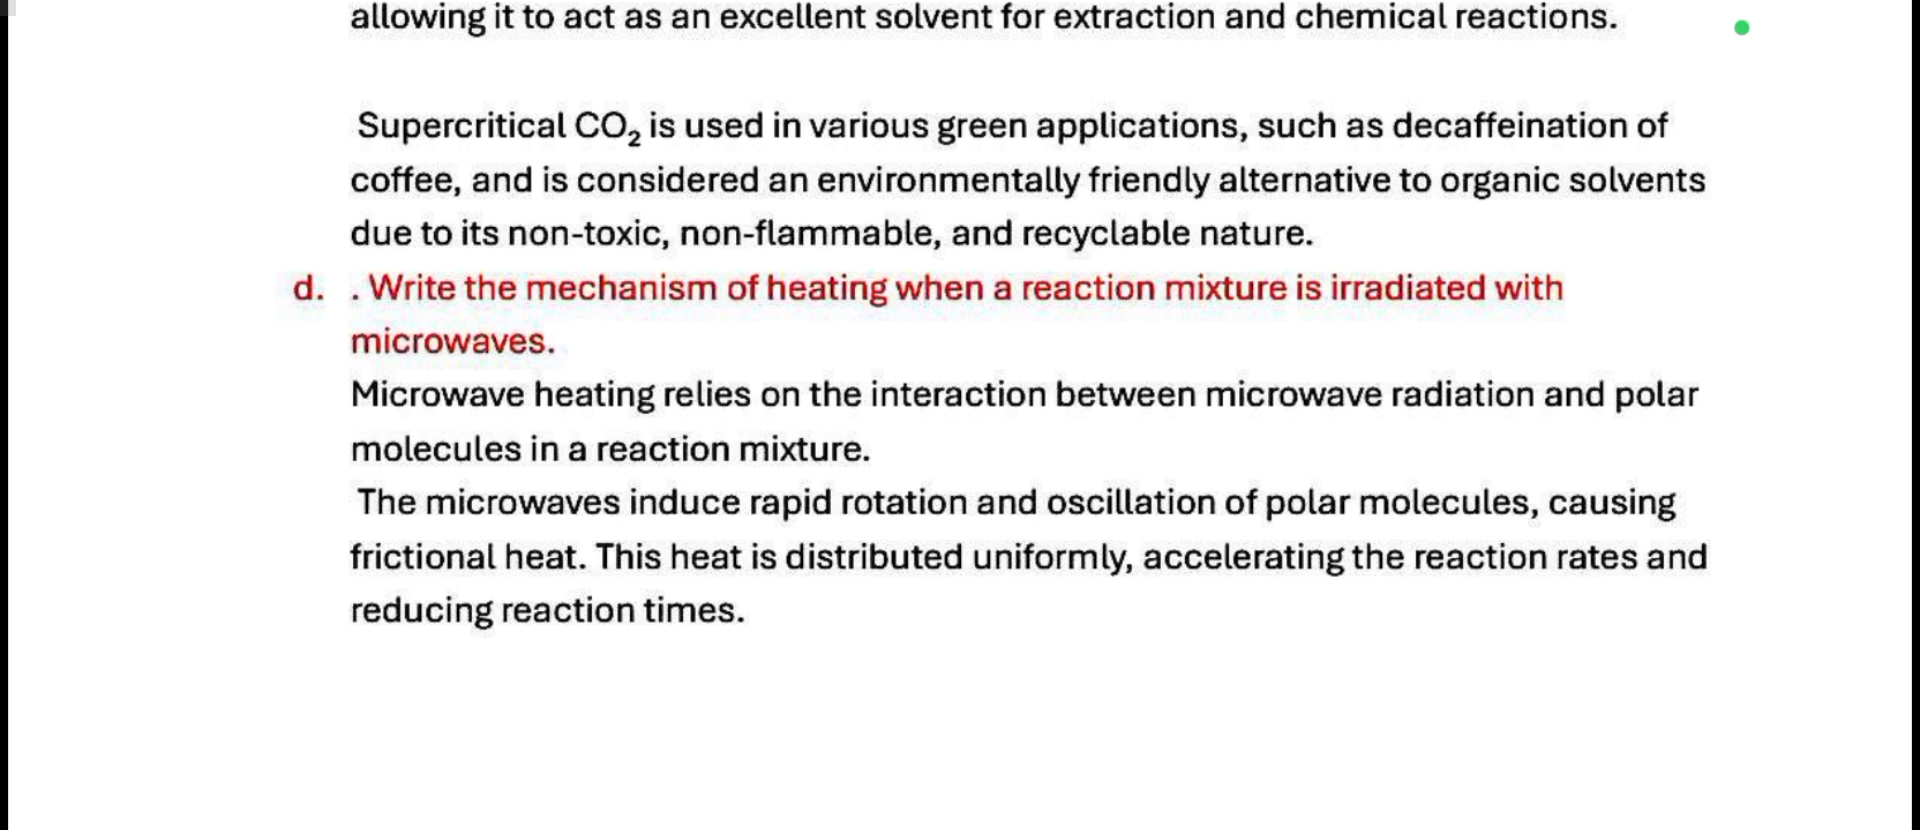 allowing it to act as an excellent solvent for extraction and chemical reactions.
Supercritical CO₂ is used in various green applications, such as decaffeination of
coffee, and is considered an environmentally friendly alternative to organic solvents
due to its non-toxic, non-flammable, and recyclable nature.
d. . Write the mechanism of heating when a reaction mixture is irradiated with
microwaves.
Microwave heating relies on the interaction between microwave radiation and polar
molecules in a reaction mixture.
The microwaves induce rapid rotation and oscillation of polar molecules, causing
frictional heat. This heat is distributed uniformly, accelerating the reaction rates and
reducing reaction times.